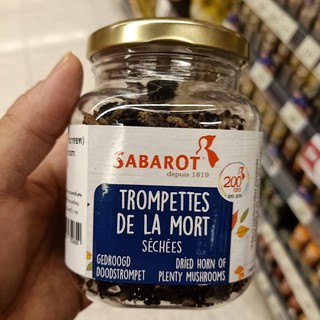 SABAROT
depuis 1819
200
TROMPETTES
DE LA MORT
SÉCHÉES
GEDROOGD
DOODSTROMPET
DRIED HORN OF
PLENTY MUSHROOMS